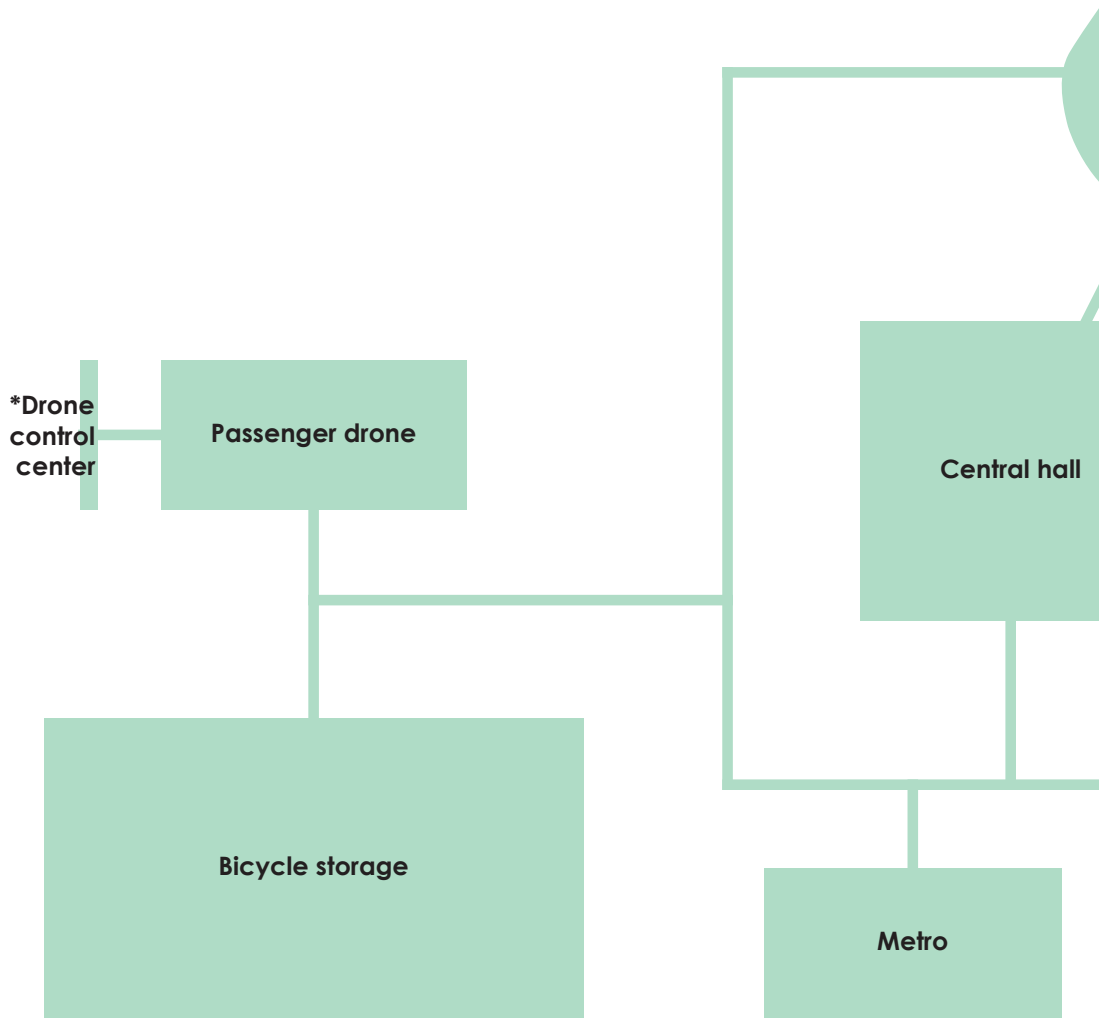 *Drone
control
center
Passenger drone
Central hall
Bicycle storage
Metro